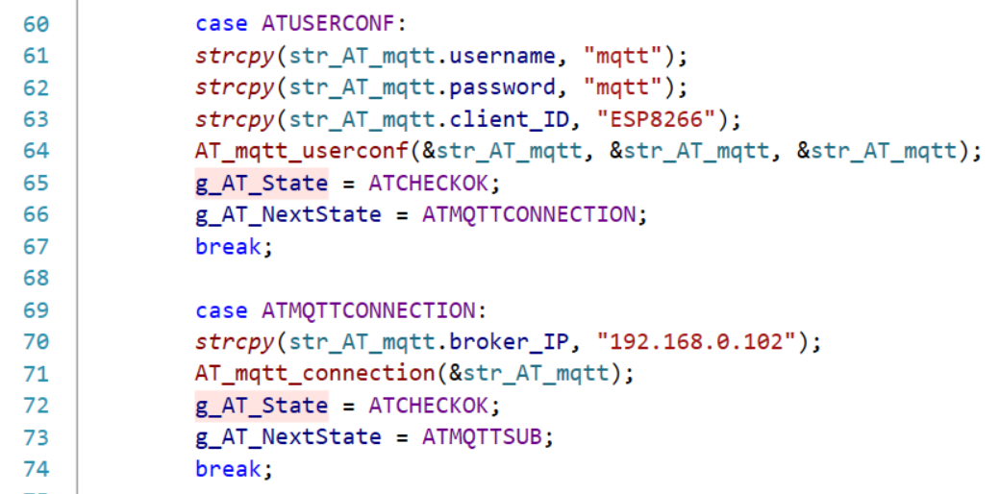 60 case ATUSERCONF:
61 strcpy(str_AT_mqtt.username, "mqtt");
62 strcpy(str_AT_mqtt.password, "mqtt");
63 strcpy(str_AT_mqtt.client_ID, "ESP8266");
64 AT_mqtt_userconf(&str_AT_mqtt, &str_AT_mqtt, &str_AT_mqtt);
65 g_AT_State = ATCHECKOK;
66 g_AT_NextState = ATMQTTCONNECTION;
67 break;
68
69 case ATMQTTCONNECTION:
70 strcpy(str_AT_mqtt.broker_IP, "192.168.0.102");
71 AT_mqtt_connection(&str_AT_mqtt);
72 g_AT_State = ATCHECKOK;
73 g_AT_NextState = ATMQTTSUB;
74 break;